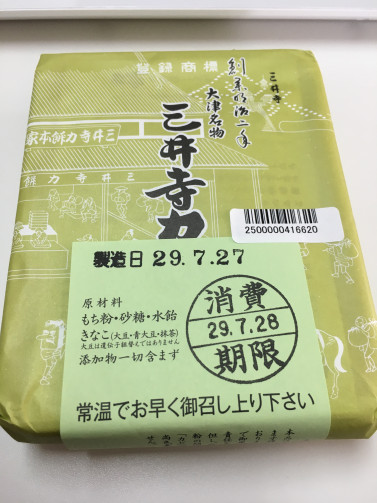 登録商標
創業明治二年
三井寺
大津名物
三井寺力
三井寺力餅本家
三井寺力餅
2500000416620
製造日 29.7.27
原材料
もち粉・砂糖・水飴
きなこ(大豆・青大豆・抹茶)
大豆は遺伝子組替えではありません
添加物一切含まず
消費
29.7.28
期限
常温でお早く御召し上り下さい